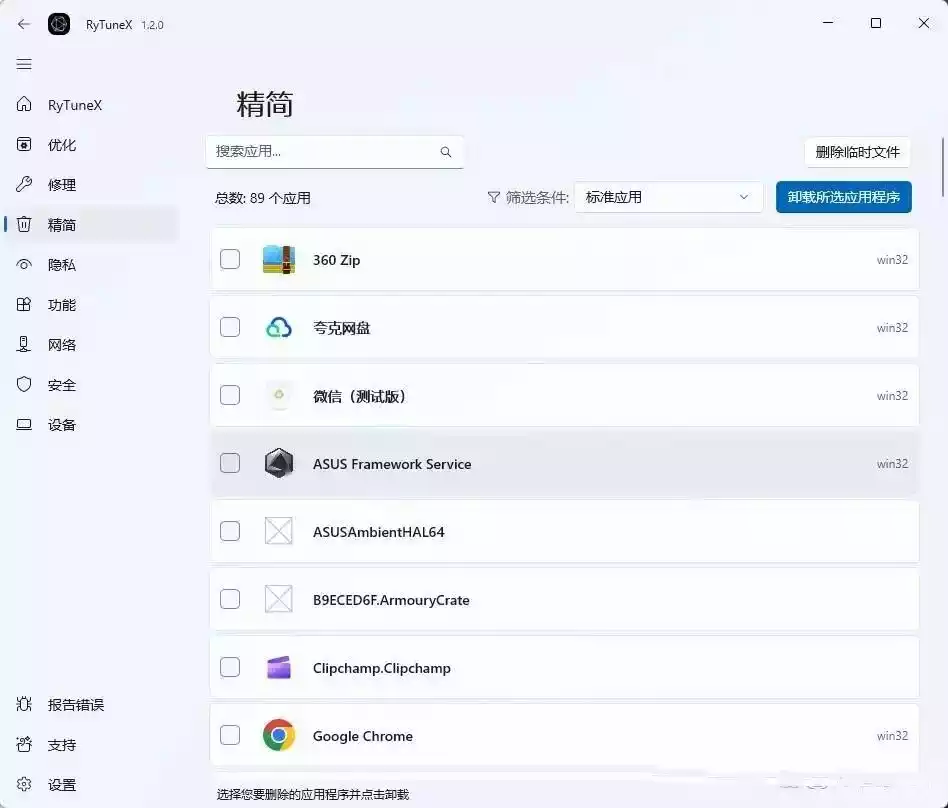 RyTuneX 1.2.0
RyTuneX
优化
修理
精简
隐私
功能
网络
安全
设备
报告错误
支持
设置
精简
搜索应用...
删除临时文件
总数: 89 个应用
筛选条件:
标准应用
卸载所选应用程序
360 Zip win32
夸克网盘 win32
微信（测试版） win32
ASUS Framework Service win32
ASUSAmbientHAL64
B9ECED6F.ArmouryCrate
Clipchamp.Clipchamp
Google Chrome win32
选择您要删除的应用程序并点击卸载